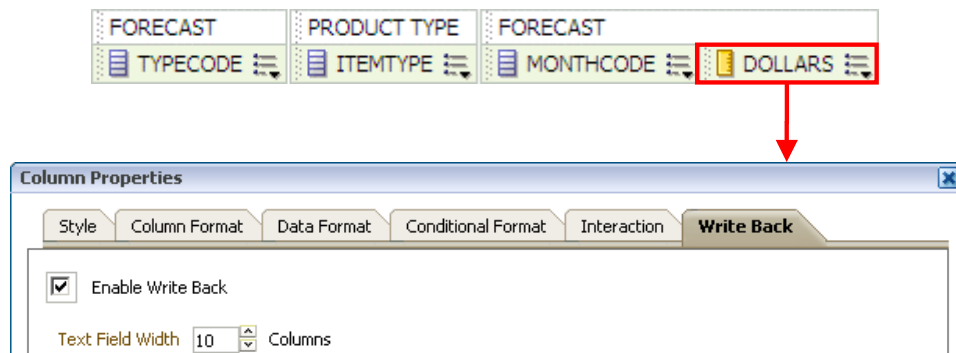 FORECAST PRODUCT TYPE FORECAST
TYPECODE ITEMTYPE MONTHCODE DOLLARS
Column Properties
Style Column Format Data Format Conditional Format Interaction Write Back
Enable Write Back
Text Field Width 10 Columns